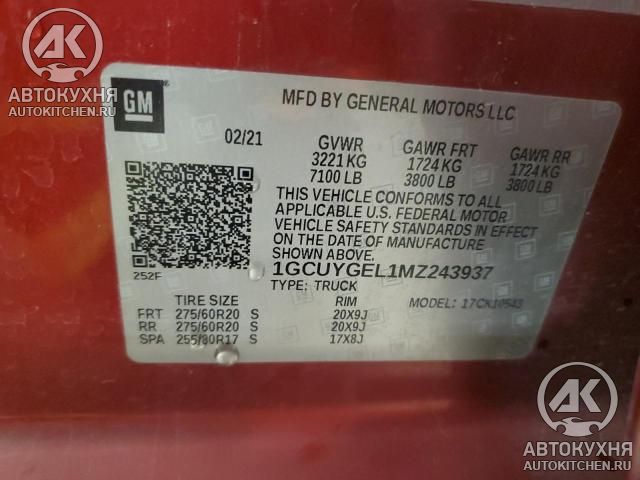 АВТОКУХНЯ
AUTOKITCHEN.RU
GM
MFD BY GENERAL MOTORS LLC
02/21
GVWR GAWR FRT GAWR RR
3221 KG 1724 KG 1724 KG
7100 LB 3800 LB 3800 LB
THIS VEHICLE CONFORMS TO ALL
APPLICABLE U.S. FEDERAL MOTOR
VEHICLE SAFETY STANDARDS IN EFFECT
ON THE DATE OF MANUFACTURE
SHOWN ABOVE.
252F
1GCUYGEL1MZ243937
TYPE: TRUCK
MODEL: 17CK10543
TIRE SIZE RIM
FRT 275/60R20 S 20X9J
RR 275/60R20 S 20X9J
SPA 255/80R17 S 17X8J
АК
АВТОКУХНЯ
AUTOKITCHEN.RU